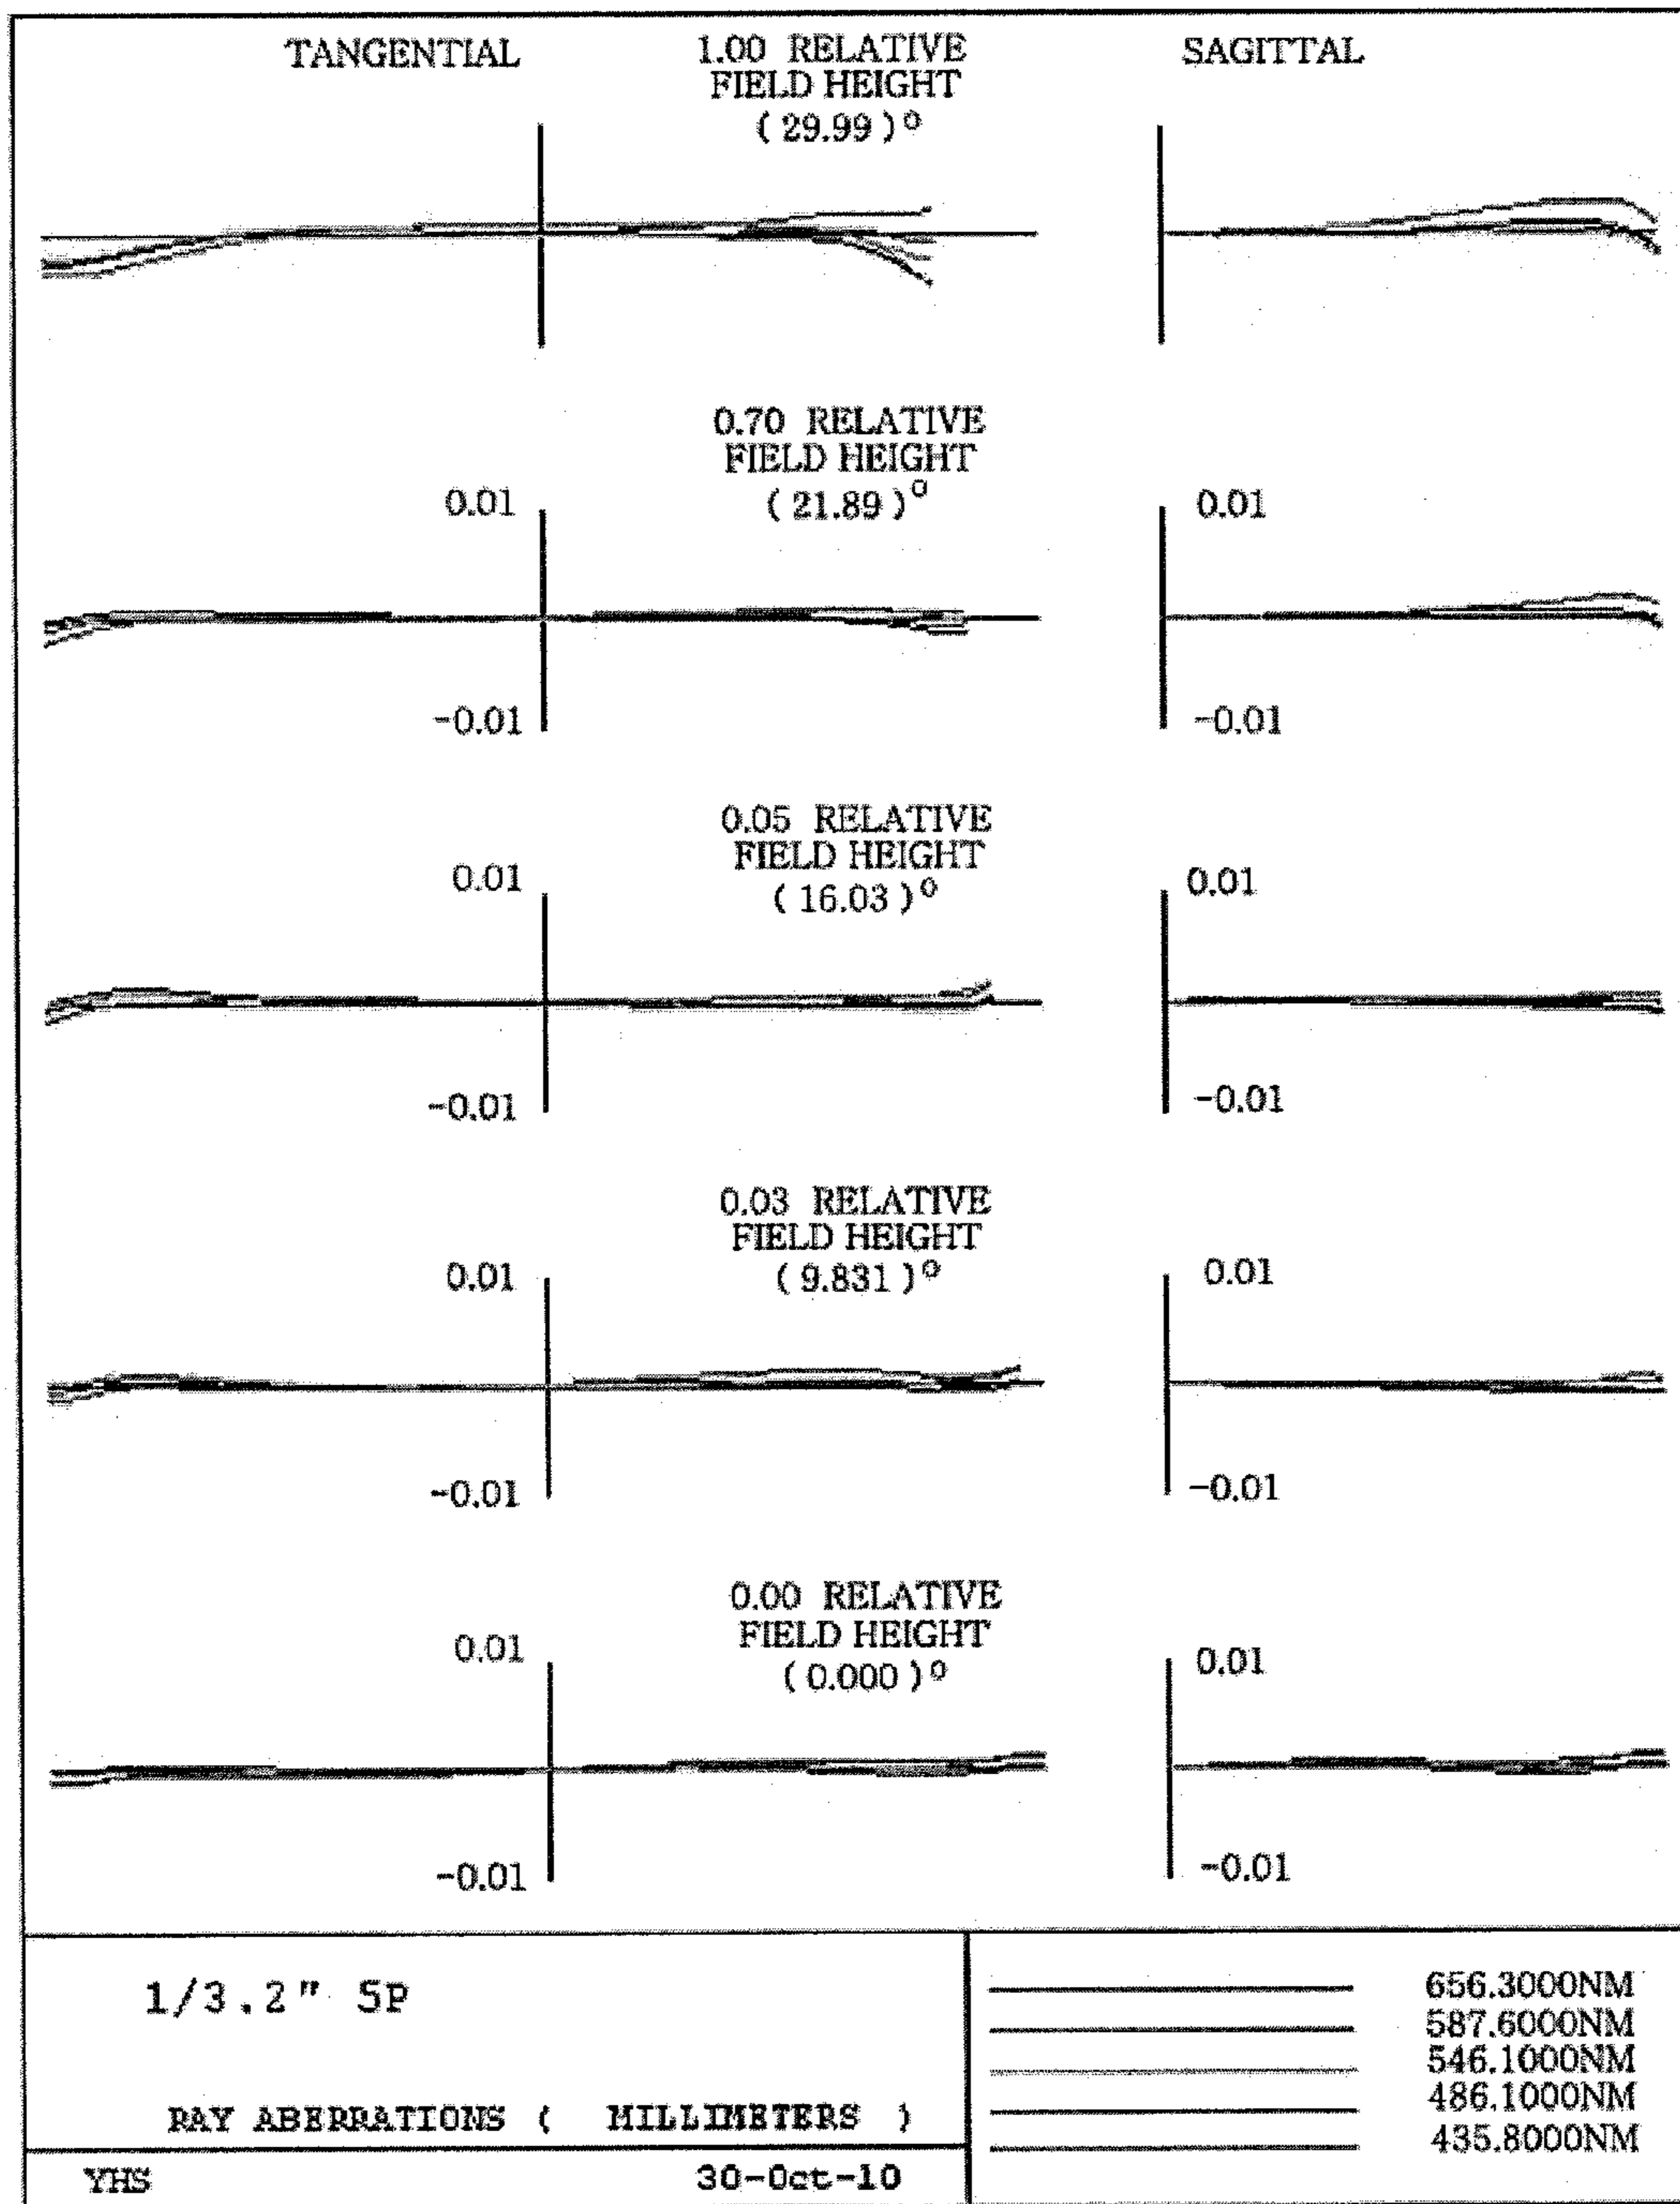 TANGENTIAL
1.00 RELATIVE
FIELD HEIGHT
( 29.99 )°
SAGITTAL
0.70 RELATIVE
FIELD HEIGHT
( 21.89 )°
0.01
0.01
-0.01
-0.01
0.05 RELATIVE
FIELD HEIGHT
( 16.03 )°
0.01
0.01
-0.01
-0.01
0.03 RELATIVE
FIELD HEIGHT
( 9.831 )°
0.01
0.01
-0.01
-0.01
0.00 RELATIVE
FIELD HEIGHT
( 0.000 )°
0.01
0.01
-0.01
-0.01
1/3.2" 5P
RAY ABERRATIONS ( MILLIMETERS )
YHS 30-Oct-10
656.3000NM
587.6000NM
546.1000NM
486.1000NM
435.8000NM